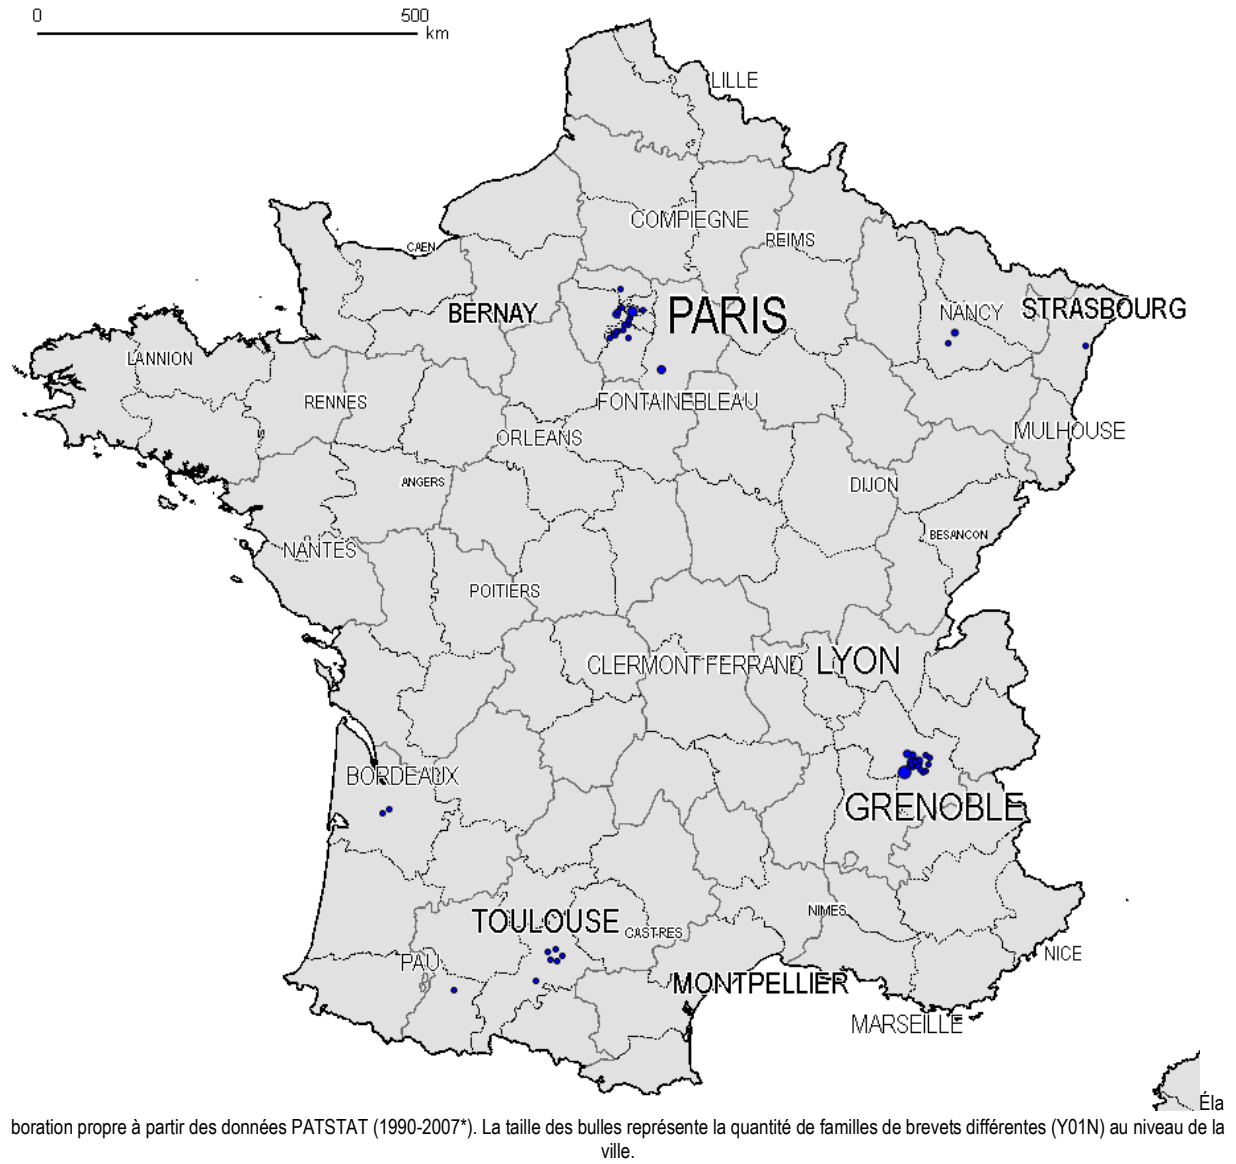 0 500
km
LILLE
COMPIEGNE
REIMS
CAEN
BERNAY
PARIS
NANCY
STRASBOURG
LANNION
RENNES
FONTAINEBLEAU
ORLEANS
MULHOUSE
ANGERS
DIJON
BESANCON
NANTES
POITIERS
CLERMONT FERRAND
LYON
BORDEAUX
GRENOBLE
TOULOUSE
CASTRES
NIMES
PAU
NICE
MONTPELLIER
MARSEILLE
Éla
boration propre à partir des données PATSTAT (1990-2007*). La taille des bulles représente la quantité de familles de brevets différentes (Y01N) au niveau de la
ville.